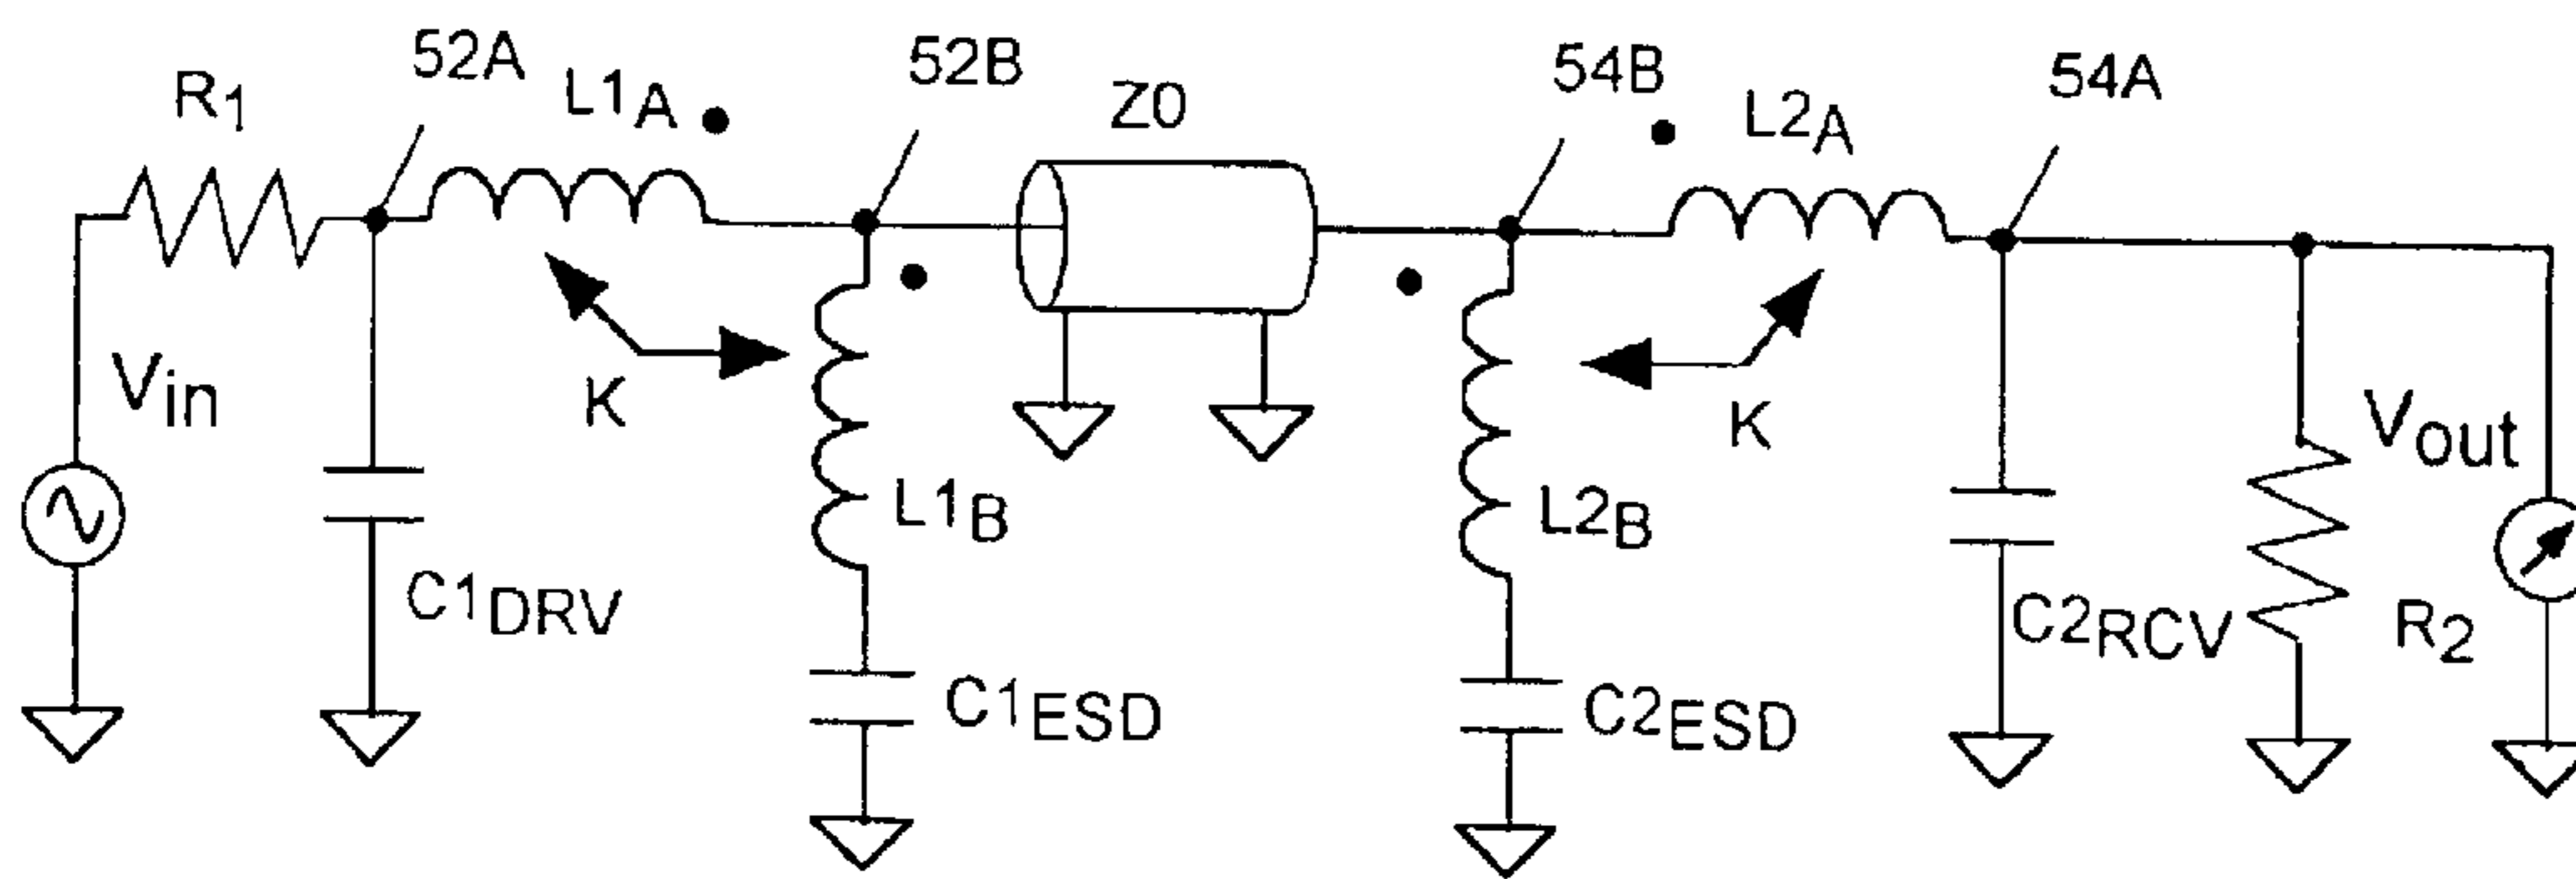 R1
52A
L1A
52B
Z0
54B
L2A
54A
Vin
K
L1B
C1DRV
C1ESD
K
L2B
C2ESD
C2RCV
R2
Vout